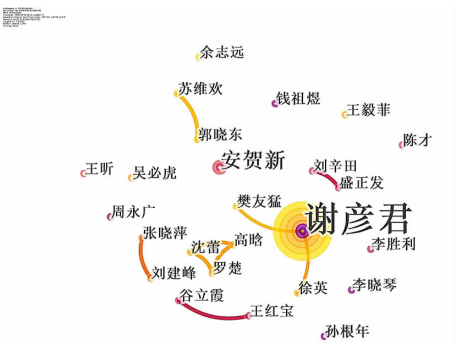 余志远
苏维欢
钱祖煜
王毅菲
郭晓东
陈才
安贺新
王昕
吴必虎
刘辛田
盛正发
樊友猛
谢彦君
周永广
张晓萍
沈蕾
高晗
李胜利
罗楚
刘建峰
谷立霞
徐英
李晓琴
王红宝
孙根年